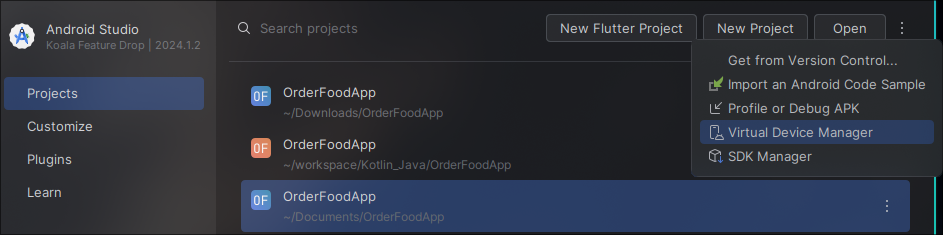 Android Studio
Koala Feature Drop | 2024.1.2
Projects
Customize
Plugins
Learn
Search projects
New Flutter Project
New Project
Open
Get from Version Control...
Import an Android Code Sample
Profile or Debug APK
Virtual Device Manager
SDK Manager
OF
OrderFoodApp
~/Downloads/OrderFoodApp
OF
OrderFoodApp
~/workspace/Kotlin_Java/OrderFoodApp
OF
OrderFoodApp
~/Documents/OrderFoodApp